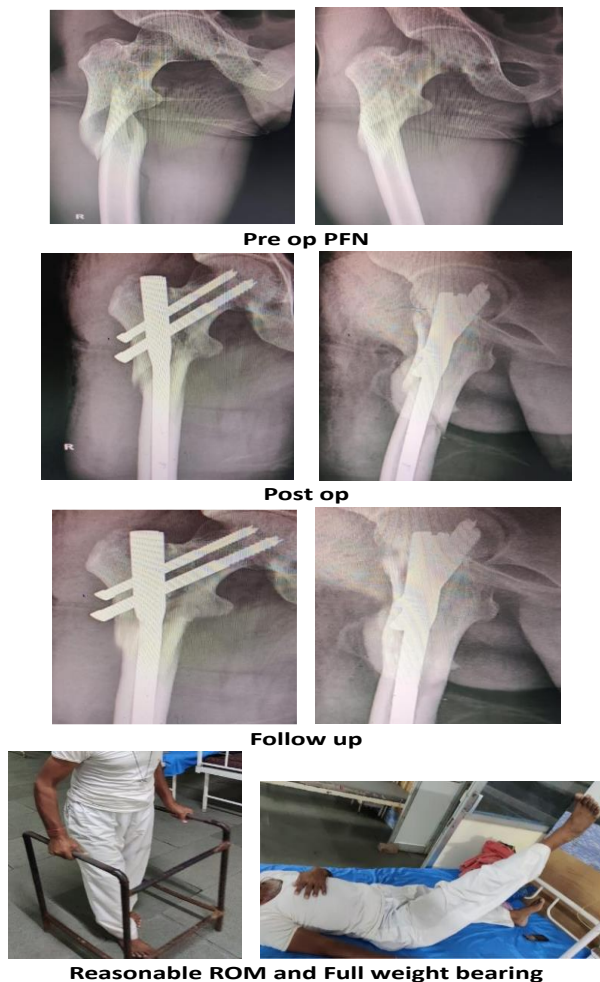 R
Pre op PFN
R
Post op
Follow up
Reasonable ROM and Full weight bearing